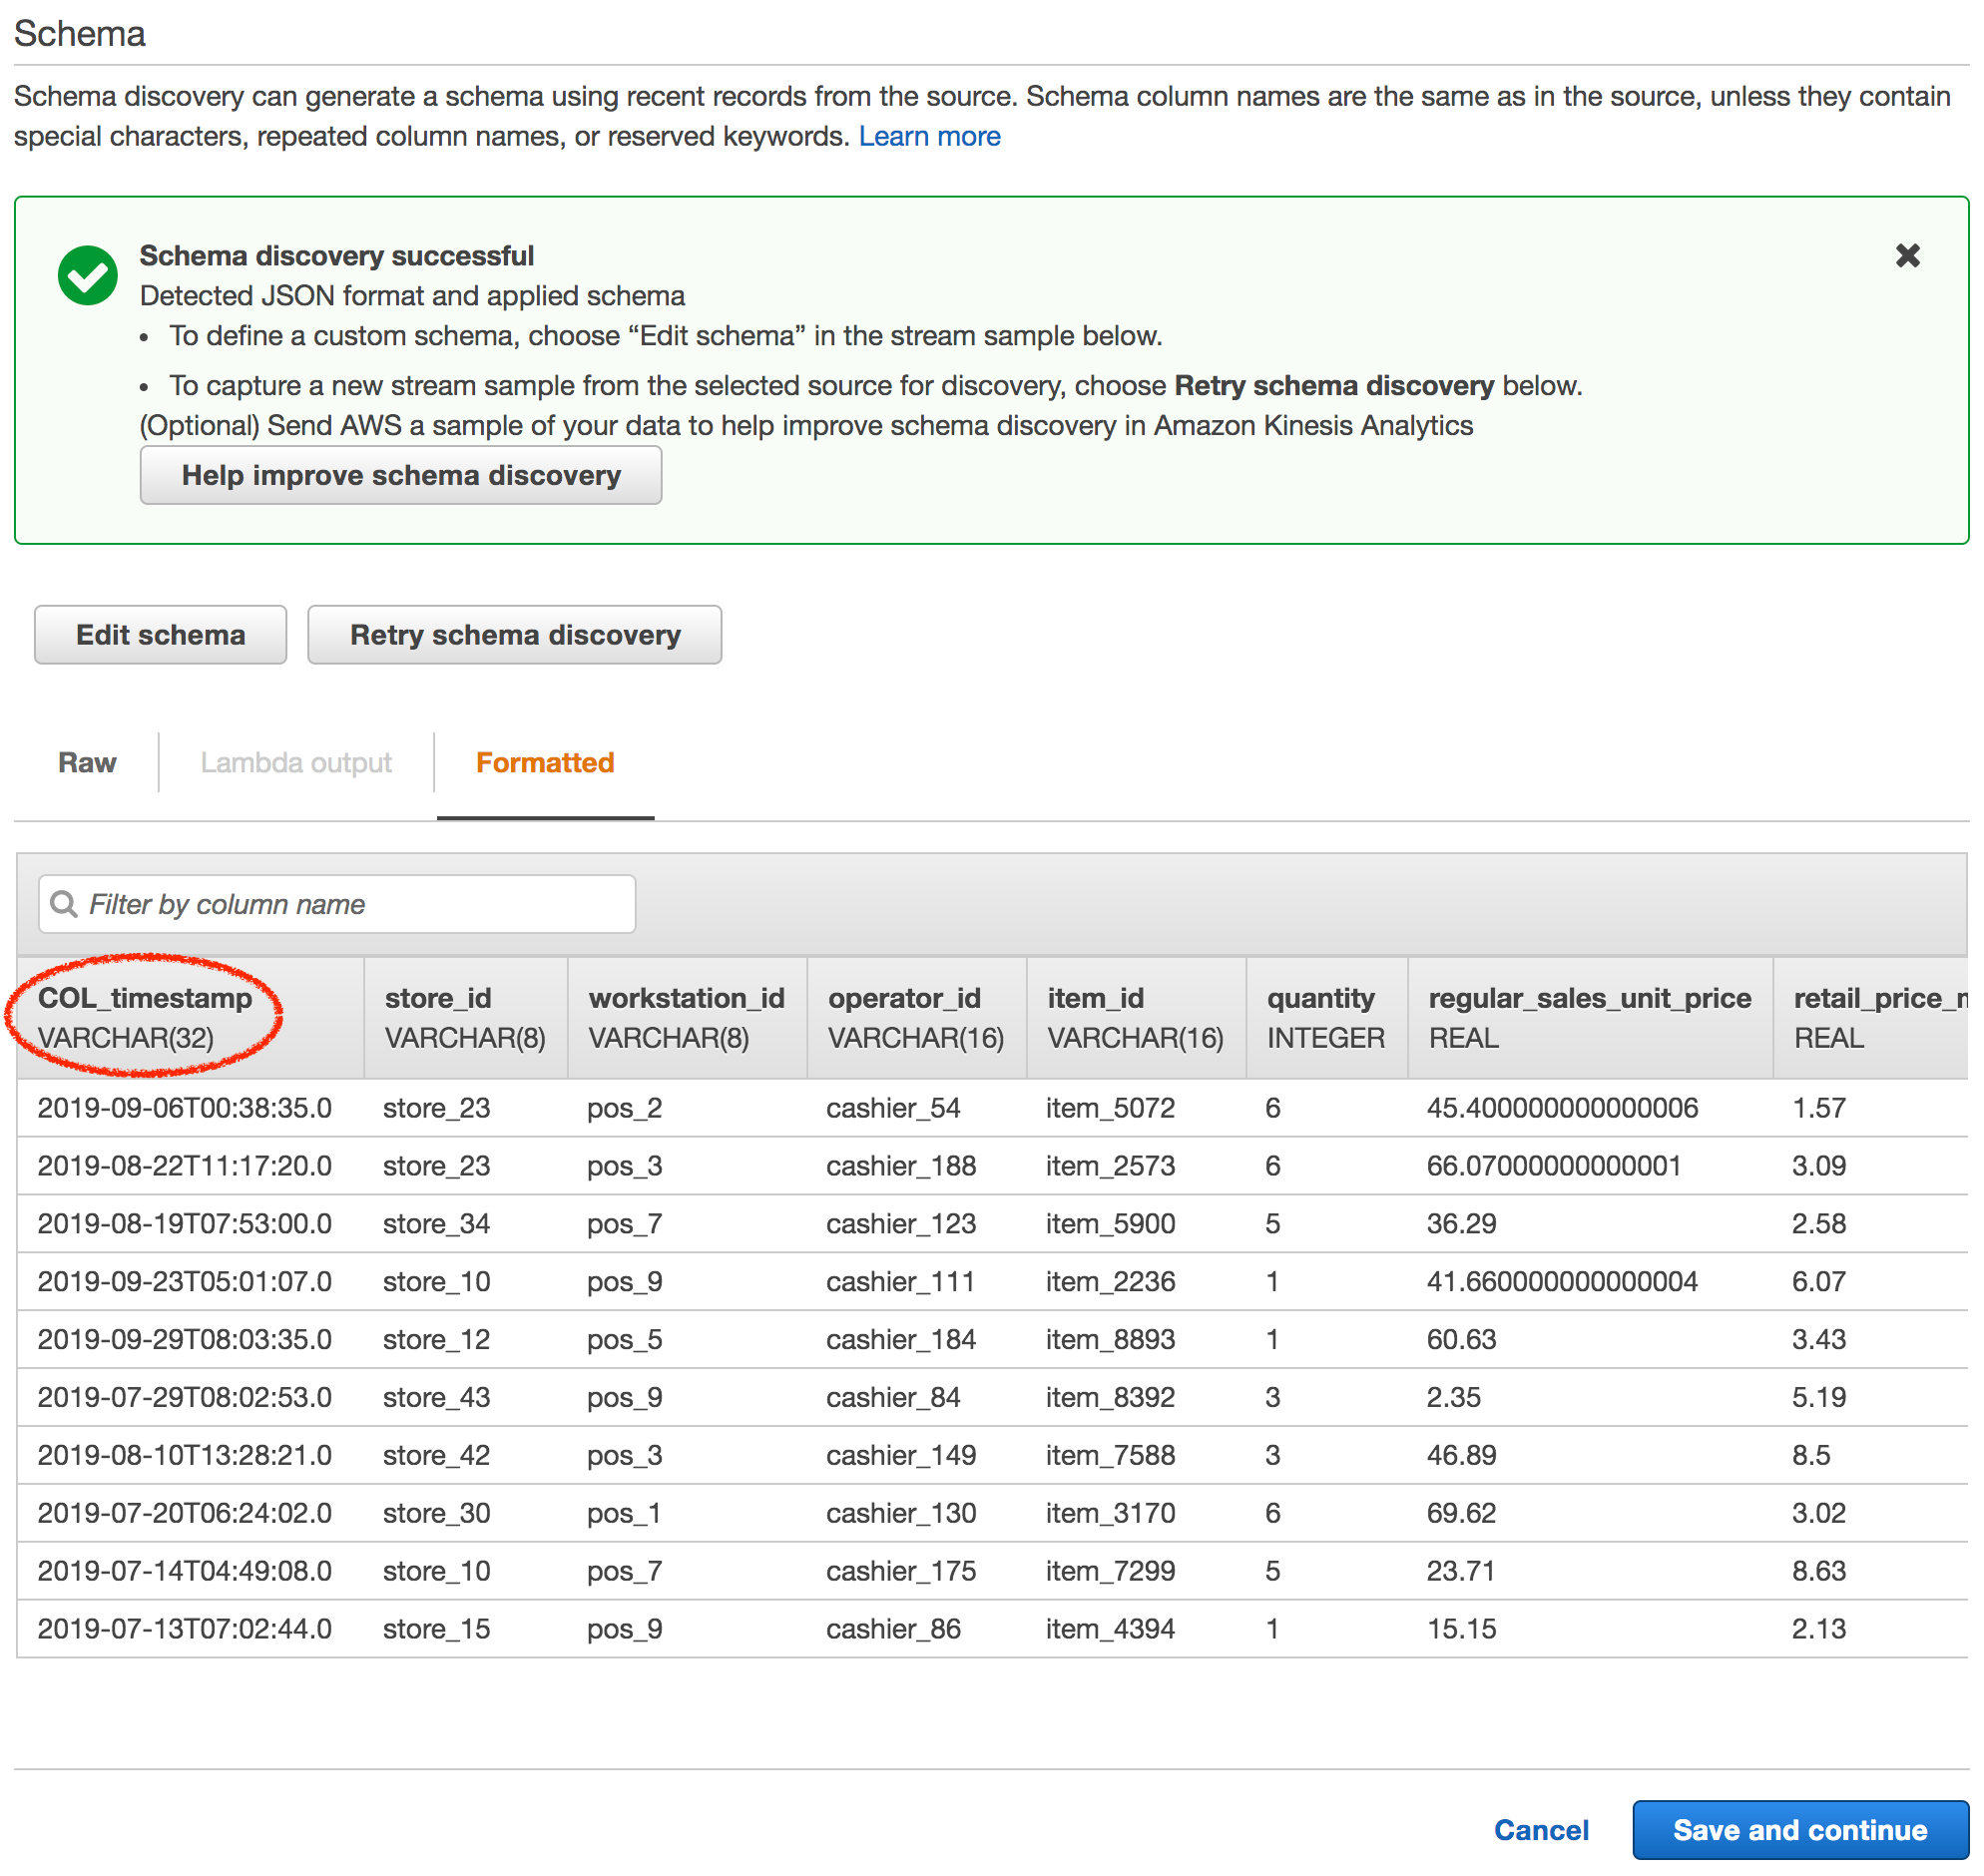 Schema
Schema discovery can generate a schema using recent records from the source. Schema column names are the same as in the source, unless they contain
special characters, repeated column names, or reserved keywords. Learn more
Schema discovery successful
Detected JSON format and applied schema
• To define a custom schema, choose “Edit schema” in the stream sample below.
• To capture a new stream sample from the selected source for discovery, choose Retry schema discovery below.
(Optional) Send AWS a sample of your data to help improve schema discovery in Amazon Kinesis Analytics
Help improve schema discovery
Edit schema Retry schema discovery
Raw Lambda output Formatted
Filter by column name
COL_timestamp store_id workstation_id operator_id item_id quantity regular_sales_unit_price retail_price_
VARCHAR(32) VARCHAR(8) VARCHAR(8) VARCHAR(16) VARCHAR(16) INTEGER REAL REAL
2019-09-06T00:38:35.0 store_23 pos_2 cashier_54 item_5072 6 45.400000000000006 1.57
2019-08-22T11:17:20.0 store_23 pos_3 cashier_188 item_2573 6 66.07000000000001 3.09
2019-08-19T07:53:00.0 store_34 pos_7 cashier_123 item_5900 5 36.29 2.58
2019-09-23T05:01:07.0 store_10 pos_9 cashier_111 item_2236 1 41.660000000000004 6.07
2019-09-29T08:03:35.0 store_12 pos_5 cashier_184 item_8893 1 60.63 3.43
2019-07-29T08:02:53.0 store_43 pos_9 cashier_84 item_8392 3 2.35 5.19
2019-08-10T13:28:21.0 store_42 pos_3 cashier_149 item_7588 3 46.89 8.5
2019-07-20T06:24:02.0 store_30 pos_1 cashier_130 item_3170 6 69.62 3.02
2019-07-14T04:49:08.0 store_10 pos_7 cashier_175 item_7299 5 23.71 8.63
2019-07-13T07:02:44.0 store_15 pos_9 cashier_86 item_4394 1 15.15 2.13
Cancel Save and continue